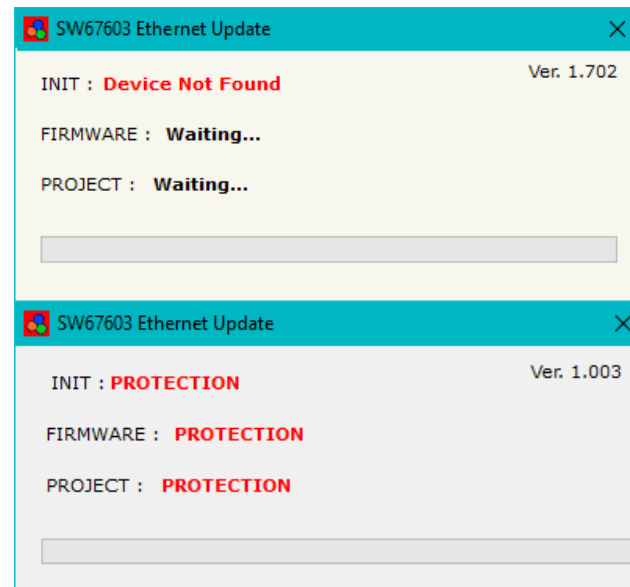 SW67603 Ethernet Update
Ver. 1.702
INIT : Device Not Found
FIRMWARE : Waiting...
PROJECT : Waiting...
SW67603 Ethernet Update
Ver. 1.003
INIT : PROTECTION
FIRMWARE : PROTECTION
PROJECT : PROTECTION